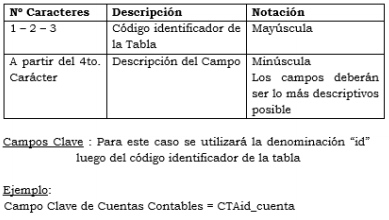 Nº Caracteres Descripción Notación
1 – 2 – 3 Código identificador de la Tabla Mayúscula
A partir del 4to. Carácter Descripción del Campo Minúscula
Los campos deberán ser lo más descriptivos posible
Campos Clave : Para este caso se utilizará la denominación “id”
luego del código identificador de la tabla
Ejemplo:
Campo Clave de Cuentas Contables = CTAid_cuenta